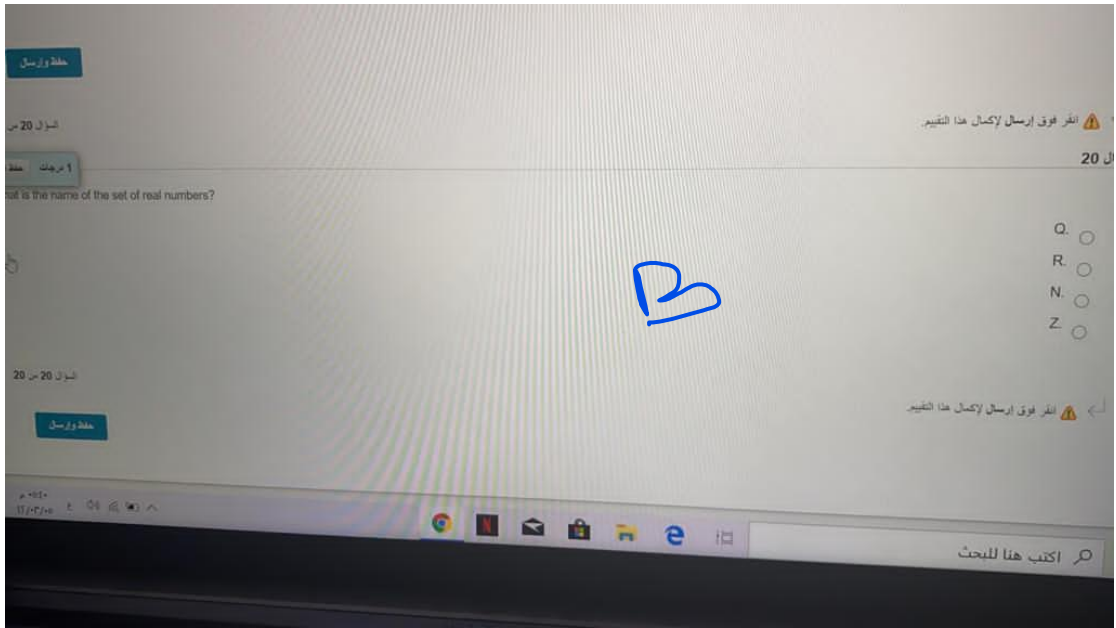 حفظ وإرسال
انقر فوق إرسال لإكمال هذا التقييم.
السؤال 20 من
20
1 درجات
حفظ
is the name of the set of real numbers?
Q.
R.
N.
Z.
B
السؤال 20 من 20
انقر فوق إرسال لإكمال هذا التقييم.
حفظ وإرسال
اكتب هنا للبحث
N
e
ع